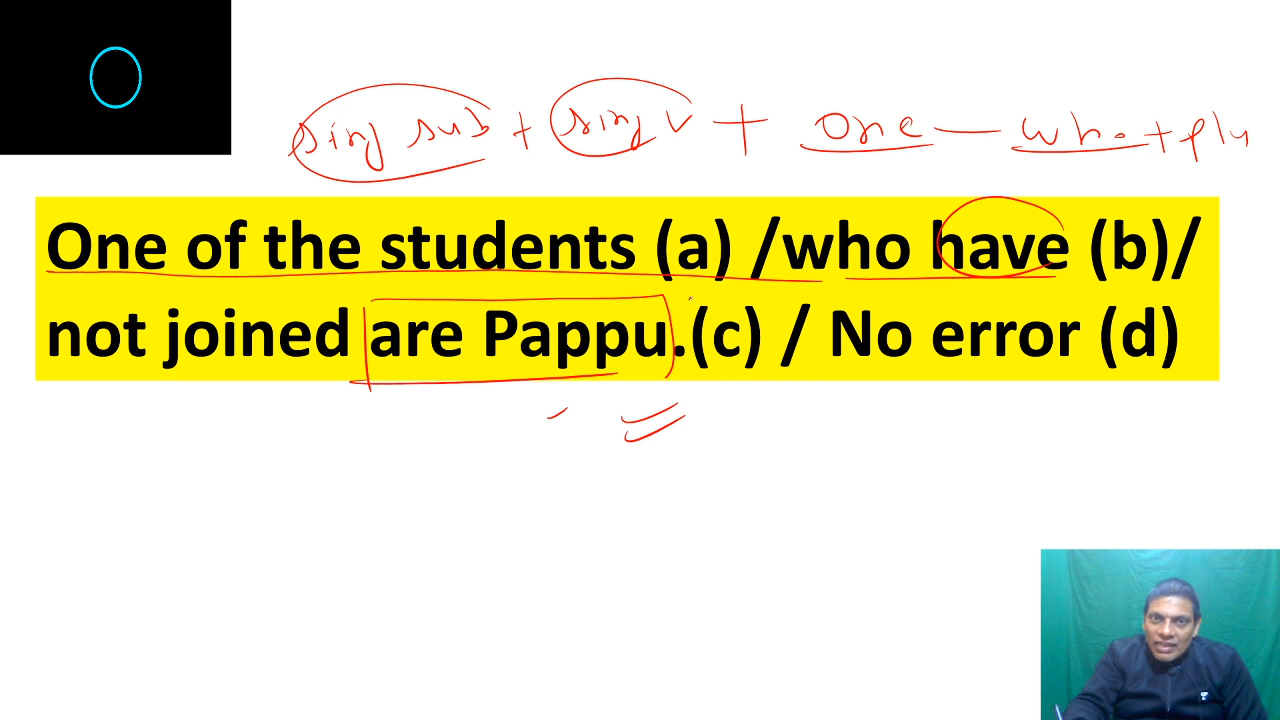 sing sub + sing v + one — who + plu
One of the students (a) /who have (b)/
not joined are Pappu.(c) / No error (d)